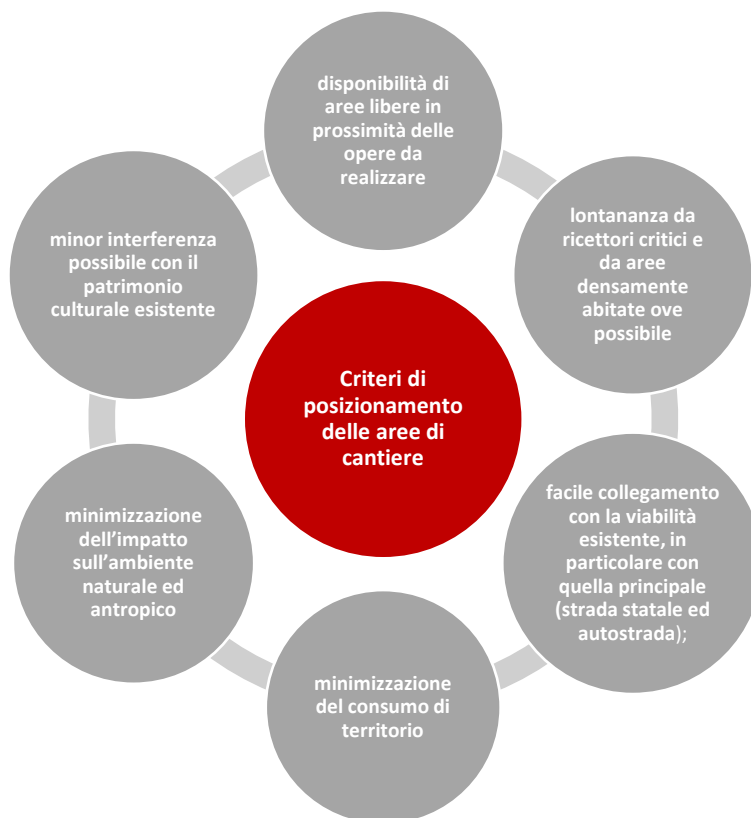 disponibilità di
aree libere in
prossimità delle
opere da
realizzare
lontananza da
ricettori critici e
da aree
densamente
abitate ove
possibile
facile collegamento
con la viabilità
esistente, in
particolare con
quella principale
(strada statale ed
autostrada);
minimizzazione
del consumo di
territorio
minimizzazione
dell’impatto
sull’ambiente
naturale ed
antropico
minor interferenza
possibile con il
patrimonio
culturale esistente
Criteri di
posizionamento
delle aree di
cantiere